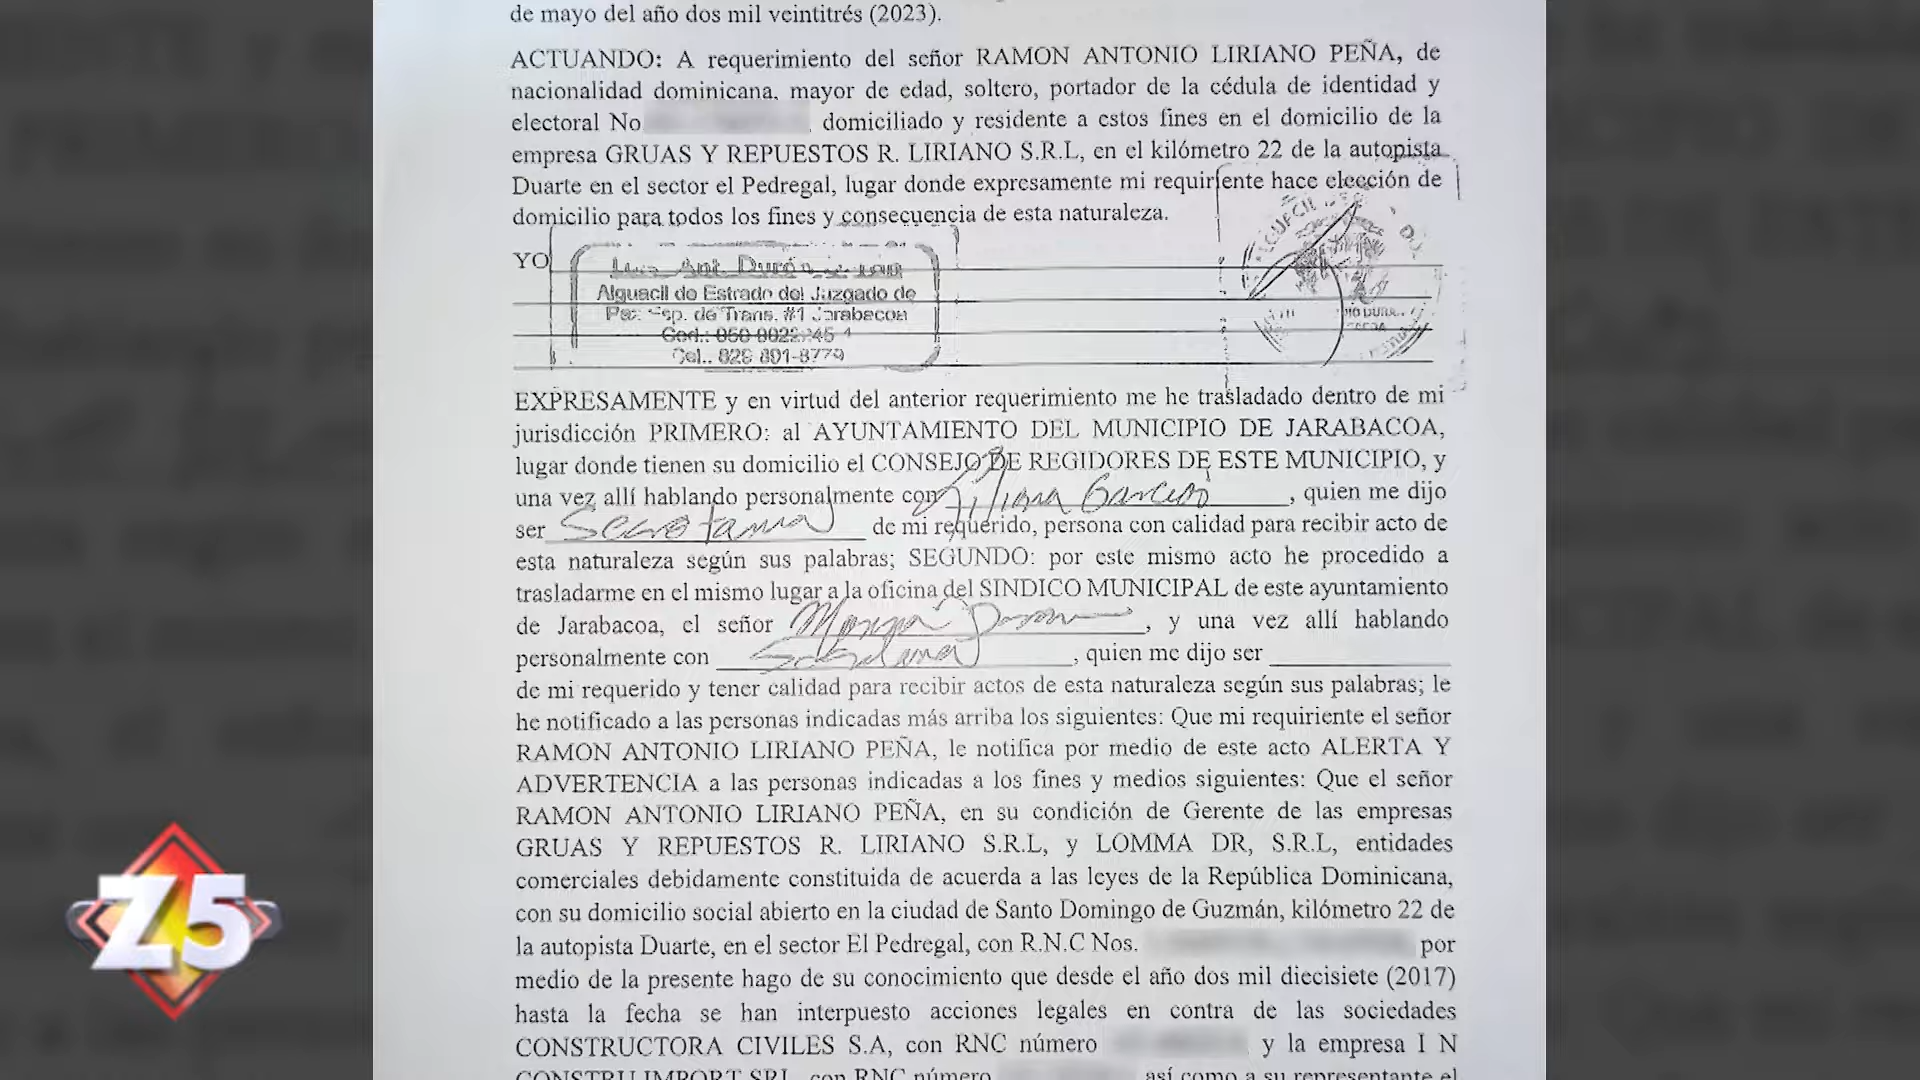 de mayo del año dos mil veintitrés (2023).
ACTUANDO: A requerimiento del señor RAMON ANTONIO LIRIANO PEÑA, de
nacionalidad dominicana, mayor de edad, soltero, portador de la cédula de identidad y
electoral No domiciliado y residente a estos fines en el domicilio de la
empresa GRUAS Y REPUESTOS R. LIRIANO S.R.L, en el kilómetro 22 de la autopista
Duarte en el sector el Pedregal, lugar donde expresamente mi requiriente hace elección de
domicilio para todos los fines y consecuencia de esta naturaleza.
YO
Alguacil de Estrado del Juzgado de
Trans. #1 Jarabacoa
EXPRESAMENTE y en virtud del anterior requerimiento me he trasladado dentro de mi
jurisdicción PRIMERO: al AYUNTAMIENTO DEL MUNICIPIO DE JARABACOA,
lugar donde tienen su domicilio el CONSEJO DE REGIDORES DE ESTE MUNICIPIO, y
una vez allí hablando personalmente con , quien me dijo
ser Secretaria de mi requerido, persona con calidad para recibir acto de
esta naturaleza según sus palabras; SEGUNDO: por este mismo acto he procedido a
trasladarme en el mismo lugar a la oficina del SINDICO MUNICIPAL de este ayuntamiento
de Jarabacoa, el señor , y una vez allí hablando
personalmente con , quien me dijo ser
de mi requerido y tener calidad para recibir actos de esta naturaleza según sus palabras; le
he notificado a las personas indicadas más arriba los siguientes: Que mi requiriente el señor
RAMON ANTONIO LIRIANO PEÑA, le notifica por medio de este acto ALERTA Y
ADVERTENCIA a las personas indicadas a los fines y medios siguientes: Que el señor
RAMON ANTONIO LIRIANO PEÑA, en su condición de Gerente de las empresas
GRUAS Y REPUESTOS R. LIRIANO S.R.L, y LOMMA DR, S.R.L, entidades
comerciales debidamente constituida de acuerda a las leyes de la República Dominicana,
con su domicilio social abierto en la ciudad de Santo Domingo de Guzmán, kilómetro 22 de
la autopista Duarte, en el sector El Pedregal, con R.N.C Nos. por
medio de la presente hago de su conocimiento que desde el año dos mil diecisiete (2017)
hasta la fecha se han interpuesto acciones legales en contra de las sociedades
CONSTRUCTORA CIVILES S.A, con RNC número y la empresa I N
CONSTRU IMPORT SRL, con RNC número así como a su representante el
Z5